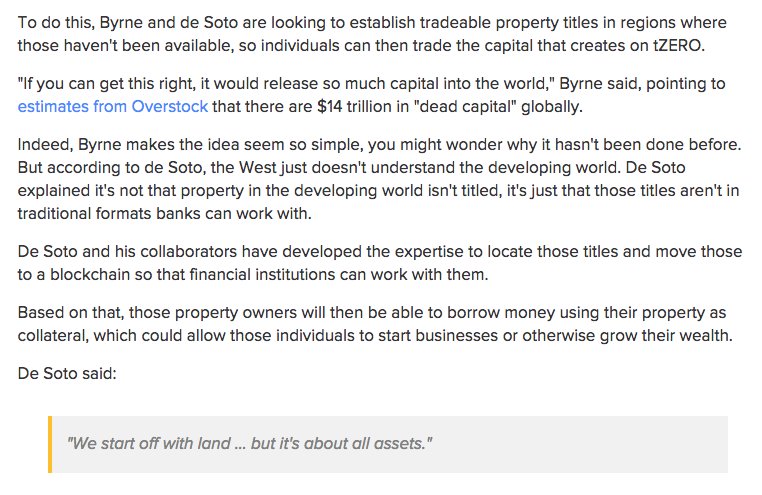 To do this, Byrne and de Soto are looking to establish tradeable property titles in regions where
those haven't been available, so individuals can then trade the capital that creates on tZERO.
"If you can get this right, it would release so much capital into the world," Byrne said, pointing to
estimates from Overstock that there are $14 trillion in "dead capital" globally.
Indeed, Byrne makes the idea seem so simple, you might wonder why it hasn't been done before.
But according to de Soto, the West just doesn't understand the developing world. De Soto
explained it's not that property in the developing world isn't titled, it's just that those titles aren't in
traditional formats banks can work with.
De Soto and his collaborators have developed the expertise to locate those titles and move those
to a blockchain so that financial institutions can work with them.
Based on that, those property owners will then be able to borrow money using their property as
collateral, which could allow those individuals to start businesses or otherwise grow their wealth.
De Soto said:
"We start off with land ... but it's about all assets."